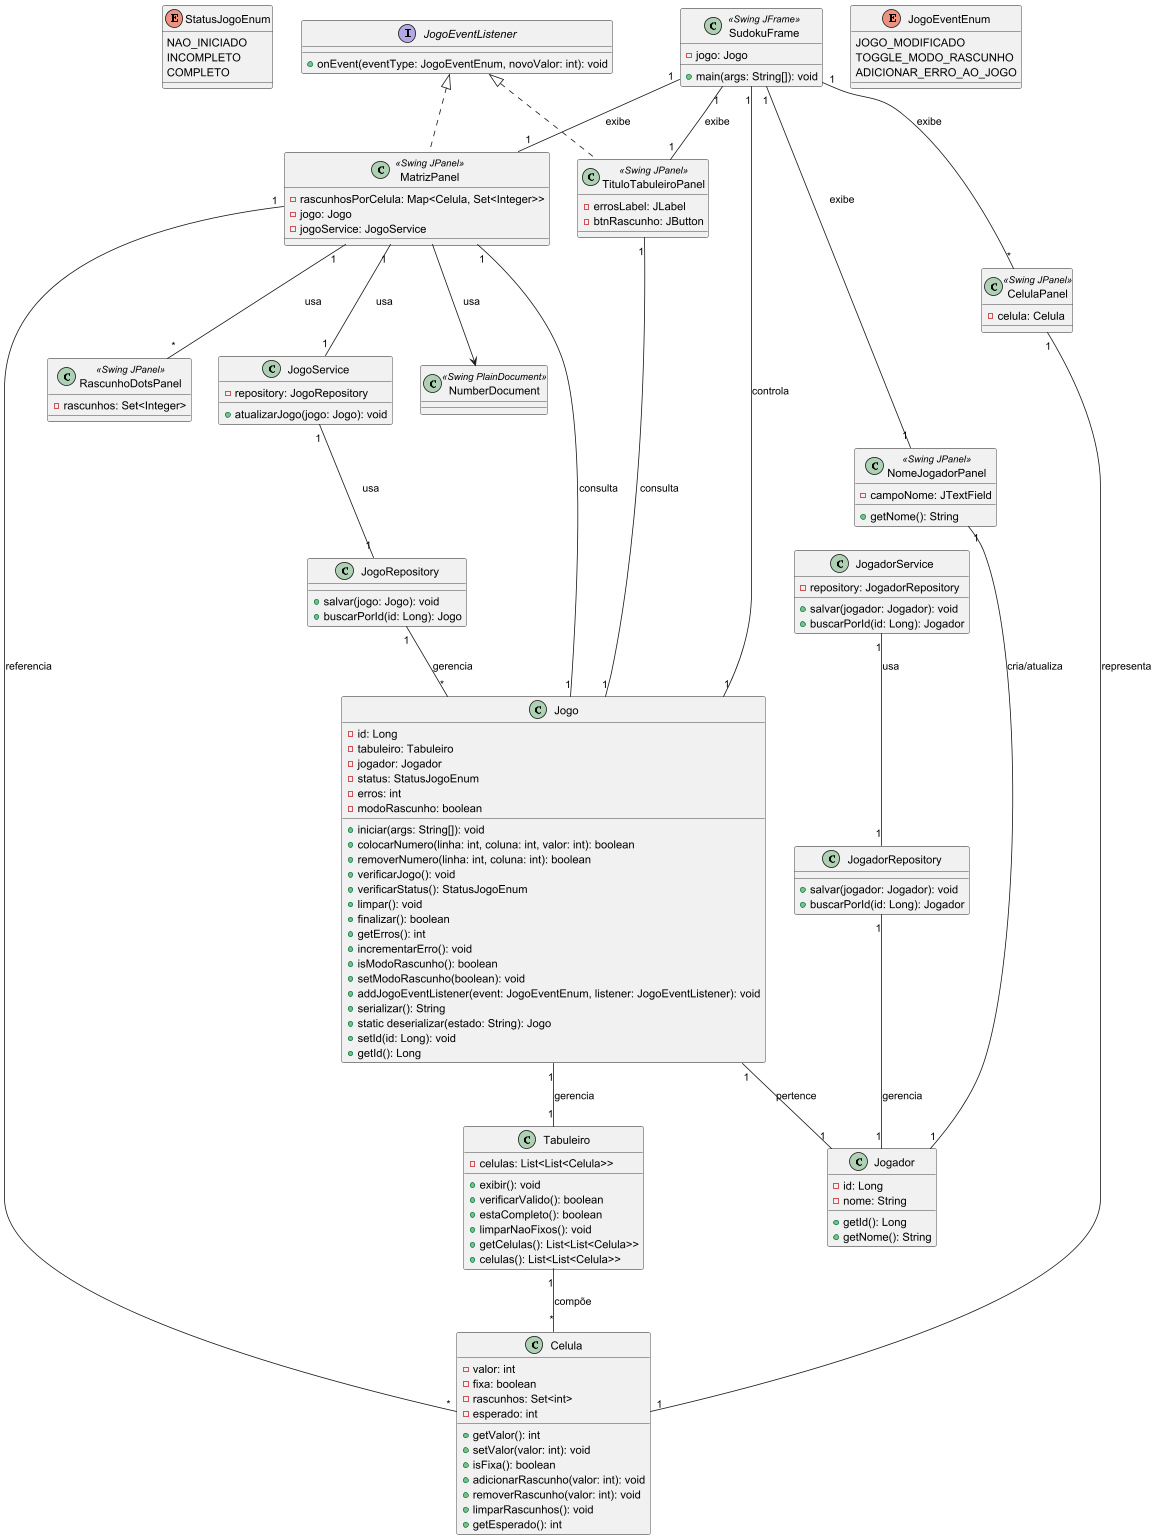 E StatusJogoEnum
NAO_INICIADO
INCOMPLETO
COMPLETO
I JogoEventListener
onEvent(eventType: JogoEventEnum, novoValor: int): void
C «Swing JFrame»
SudokuFrame
jogo: Jogo
main(args: String[]): void
E JogoEventEnum
JOGO_MODIFICADO
TOGGLE_MODO_RASCUNHO
ADICIONAR_ERRO_AO_JOGO
1
1
1
1
1
exibe
exibe
exibe
1
1
C «Swing JPanel»
MatrizPanel
rascunhosPorCelula: Map<Celula, Set<Integer>>
jogo: Jogo
jogoService: JogoService
C «Swing JPanel»
TituloTabuleiroPanel
errosLabel: JLabel
btnRascunho: JButton
1
exibe
1
1
1
1
*
C «Swing JPanel»
CelulaPanel
celula: Celula
usa
usa
usa
*
1
1
C «Swing JPanel»
RascunhoDotsPanel
rascunhos: Set<Integer>
C JogoService
repository: JogoRepository
atualizarJogo(jogo: Jogo): void
C «Swing PlainDocument»
NumberDocument
controla
1
1
C «Swing JPanel»
NomeJogadorPanel
campoNome: JTextField
getNome(): String
usa
consulta
consulta
1
1
C JogoRepository
salvar(jogo: Jogo): void
buscarPorId(id: Long): Jogo
C JogadorService
repository: JogadorRepository
salvar(jogador: Jogador): void
buscarPorId(id: Long): Jogador
1
1
referencia
gerencia
usa
cria/atualiza
representa
*
1
1
1
C Jogo
id: Long
tabuleiro: Tabuleiro
jogador: Jogador
status: StatusJogoEnum
erros: int
modoRascunho: boolean
iniciar(args: String[]): void
colocarNumero(linha: int, coluna: int, valor: int): boolean
removerNumero(linha: int, coluna: int): boolean
verificarJogo(): void
verificarStatus(): StatusJogoEnum
limpar(): void
finalizar(): boolean
getErros(): int
incrementarErro(): void
isModoRascunho(): boolean
setModoRascunho(boolean): void
addJogoEventListener(event: JogoEventEnum, listener: JogoEventListener): void
serializar(): String
static deserializar(estado: String): Jogo
setId(id: Long): void
getId(): Long
1
C JogadorRepository
salvar(jogador: Jogador): void
buscarPorId(id: Long): Jogador
1
1
1
gerencia
pertence
gerencia
1
1
1
1
C Tabuleiro
celulas: List<List<Celula>>
exibir(): void
verificarValido(): boolean
estaCompleto(): boolean
limparNaoFixos(): void
getCelulas(): List<List<Celula>>
celulas(): List<List<Celula>>
C Jogador
id: Long
nome: String
getId(): Long
getNome(): String
1
compõe
*
C Celula
valor: int
fixa: boolean
rascunhos: Set<int>
esperado: int
getValor(): int
setValor(valor: int): void
isFixa(): boolean
adicionarRascunho(valor: int): void
removerRascunho(valor: int): void
limparRascunhos(): void
getEsperado(): int
*
1